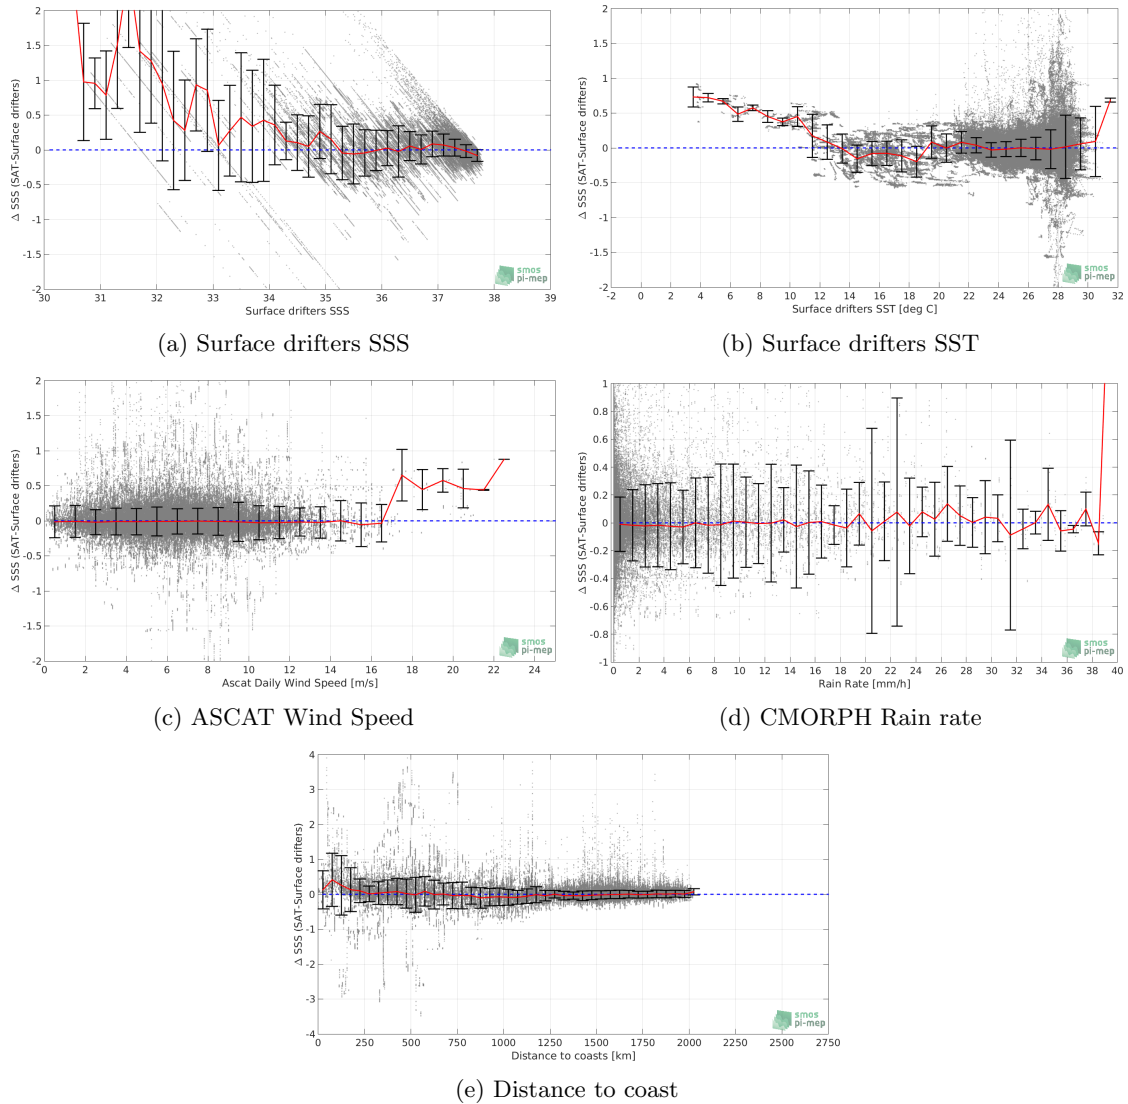 2
1.5
1
0.5
0
-0.5
-1
-1.5
-2
30 31 32 33 34 35 36 37 38 39
Δ SSS (SAT-Surface drifters)
Surface drifters SSS
smos
pi-mep
(a) Surface drifters SSS
2
1.5
1
0.5
0
-0.5
-1
-1.5
-2
-2 0 2 4 6 8 10 12 14 16 18 20 22 24 26 28 30 32
Δ SSS (SAT-Surface drifters)
Surface drifters SST [deg C]
smos
pi-mep
(b) Surface drifters SST
2
1.5
1
0.5
0
-0.5
-1
-1.5
-2
0 2 4 6 8 10 12 14 16 18 20 22 24
Δ SSS (SAT-Surface drifters)
Ascat Daily Wind Speed [m/s]
smos
pi-mep
(c) ASCAT Wind Speed
1
0.8
0.6
0.4
0.2
0
-0.2
-0.4
-0.6
-0.8
-1
0 2 4 6 8 10 12 14 16 18 20 22 24 26 28 30 32 34 36 38 40
Δ SSS (SAT-Surface drifters)
Rain Rate [mm/h]
smos
pi-mep
(d) CMORPH Rain rate
4
3
2
1
0
-1
-2
-3
-4
0 250 500 750 1000 1250 1500 1750 2000 2250 2500 2750
Δ SSS (SAT-Surface drifters)
Distance to coasts [km]
smos
pi-mep
(e) Distance to coast